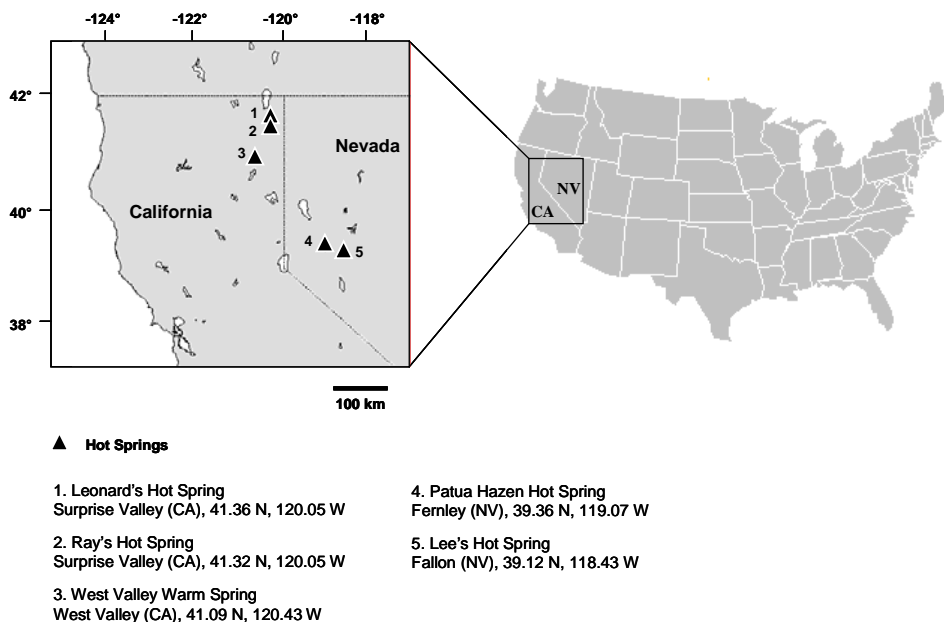 -124° -122° -120° -118°
42°
1
2
Nevada
3
40°
California
4
5
38°
NV
CA
100 km
Hot Springs
1. Leonard's Hot Spring
Surprise Valley (CA), 41.36 N, 120.05 W
2. Ray's Hot Spring
Surprise Valley (CA), 41.32 N, 120.05 W
3. West Valley Warm Spring
West Valley (CA), 41.09 N, 120.43 W
4. Patua Hazen Hot Spring
Fernley (NV), 39.36 N, 119.07 W
5. Lee's Hot Spring
Fallon (NV), 39.12 N, 118.43 W